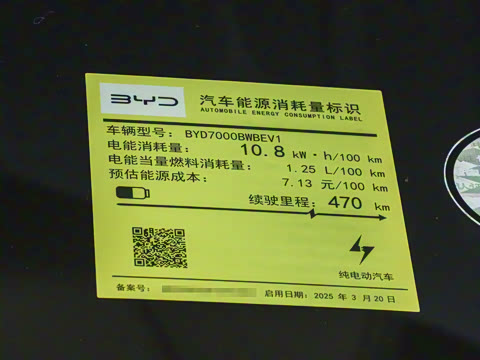 BYD 汽车能源消耗量标识
AUTOMOBILE ENERGY CONSUMPTION LABEL
车辆型号: BYD7000BWBEV1
电能消耗量: 10.8 kW·h/100 km
电能当量燃料消耗量: 1.25 L/100 km
预估能源成本: 7.13 元/100 km
续驶里程: 470 km
纯电动汽车
备案号: 启用日期: 2025 年 3 月 20 日